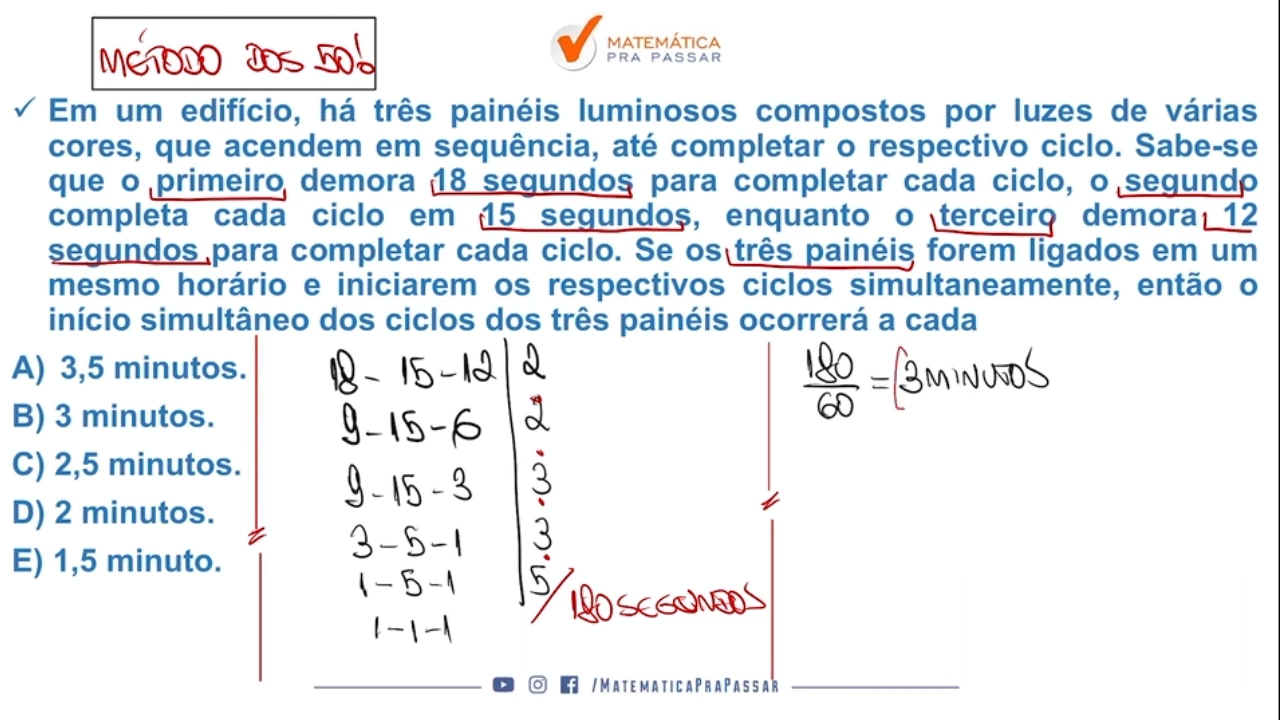 MÉTODO DOS 50!
MATEMÁTICA
PRA PASSAR
✓ Em um edifício, há três painéis luminosos compostos por luzes de várias
cores, que acendem em sequência, até completar o respectivo ciclo. Sabe-se
que o primeiro demora 18 segundos para completar cada ciclo, o segundo
completa cada ciclo em 15 segundos, enquanto o terceiro demora 12
segundos para completar cada ciclo. Se os três painéis forem ligados em um
mesmo horário e iniciarem os respectivos ciclos simultaneamente, então o
início simultâneo dos ciclos dos três painéis ocorrerá a cada
A) 3,5 minutos.
B) 3 minutos.
C) 2,5 minutos.
D) 2 minutos.
E) 1,5 minuto.
18 - 15 - 12 | 2
9 - 15 - 6 | 2
9 - 15 - 3 | 3
3 - 5 - 1 | 3
1 - 5 - 1 | 5 / 180 SEGUNDOS
1 - 1 - 1
180/60 = 3 MINUTOS
/MATEMATICAPRAPASSAR